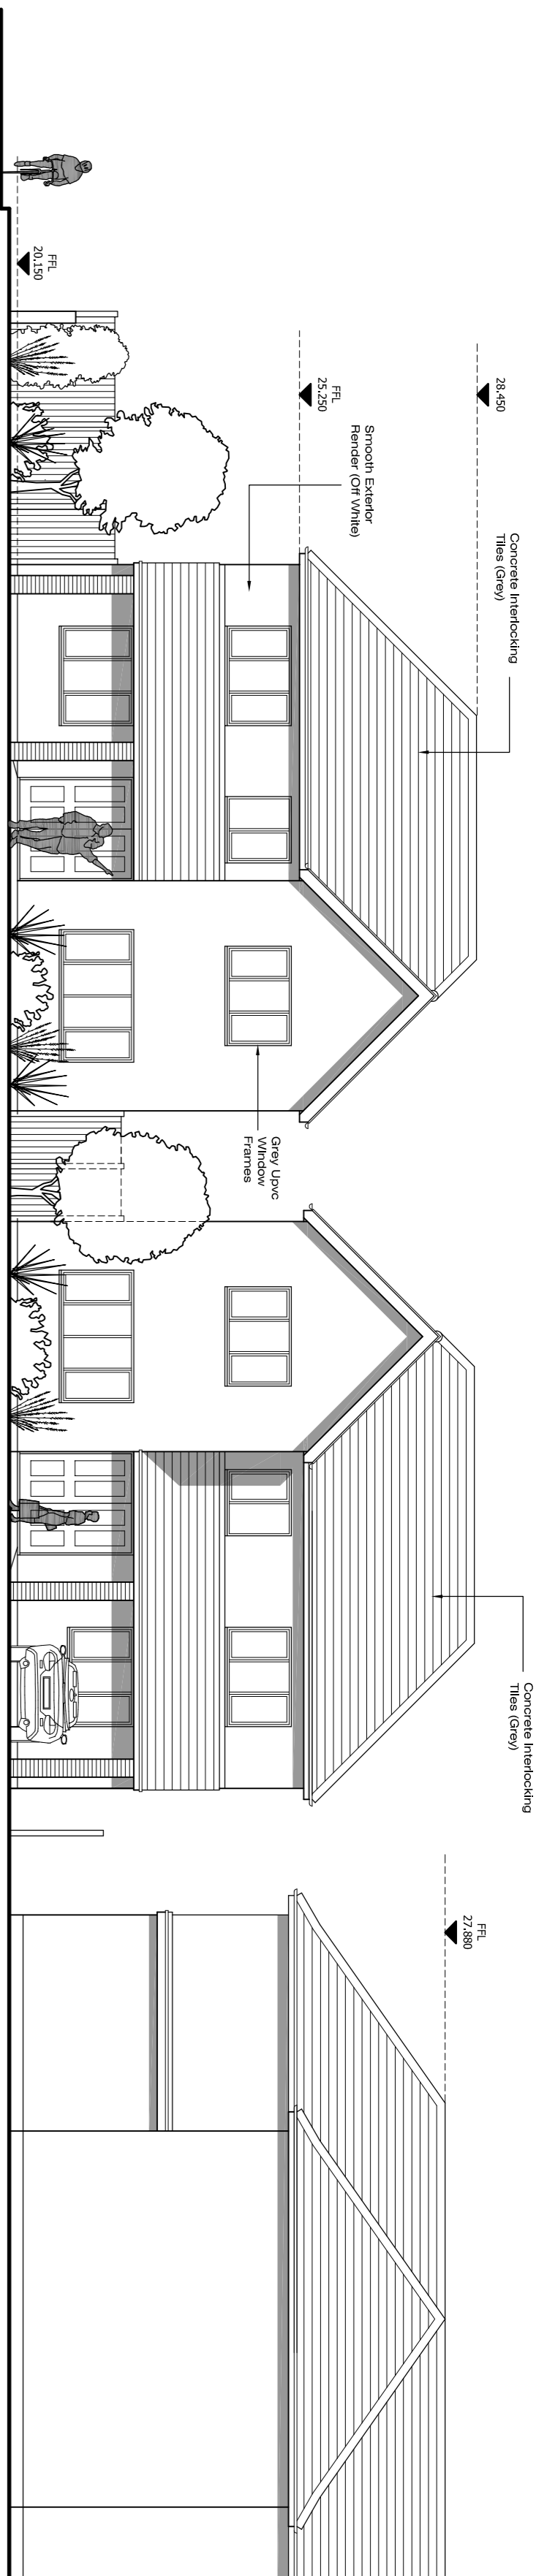 FFL
20.150
FFL
25.250
28.450
Smooth Exterior
Render (Off White)
Concrete Interlocking
Tiles (Grey)
Grey Upvc
Window
Frames
Concrete Interlocking
Tiles (Grey)
FFL
27.880